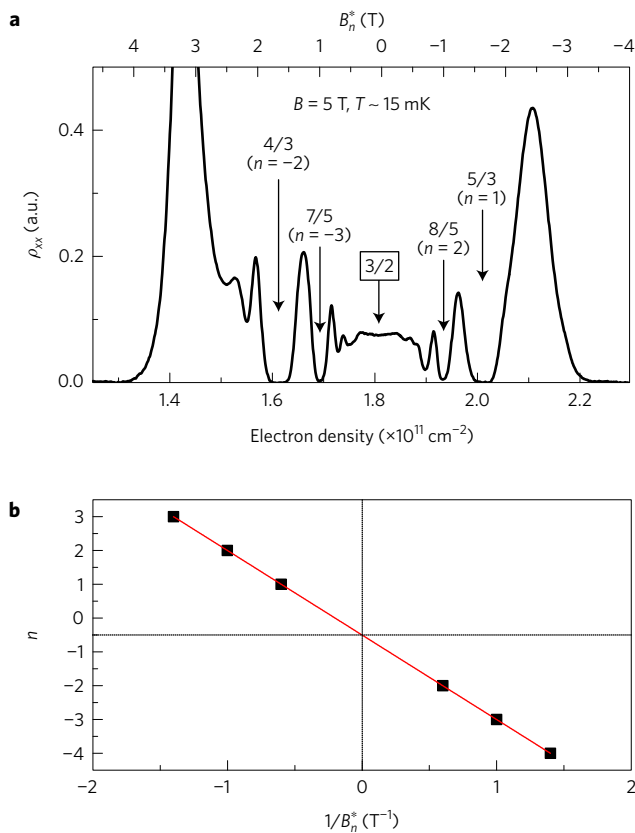 a
B*n (T)
4 3 2 1 0 -1 -2 -3 -4
B = 5 T, T ~ 15 mK
4/3
(n = −2)
5/3
(n = 1)
7/5
(n = −3)
8/5
(n = 2)
3/2
0.4
0.2
0.0
ρxx (a.u.)
1.4 1.6 1.8 2.0 2.2
Electron density (×10¹¹ cm⁻²)
b
3
2
1
0
−1
−2
−3
−4
n
−2 −1 0 1 2
1/B*n (T⁻¹)